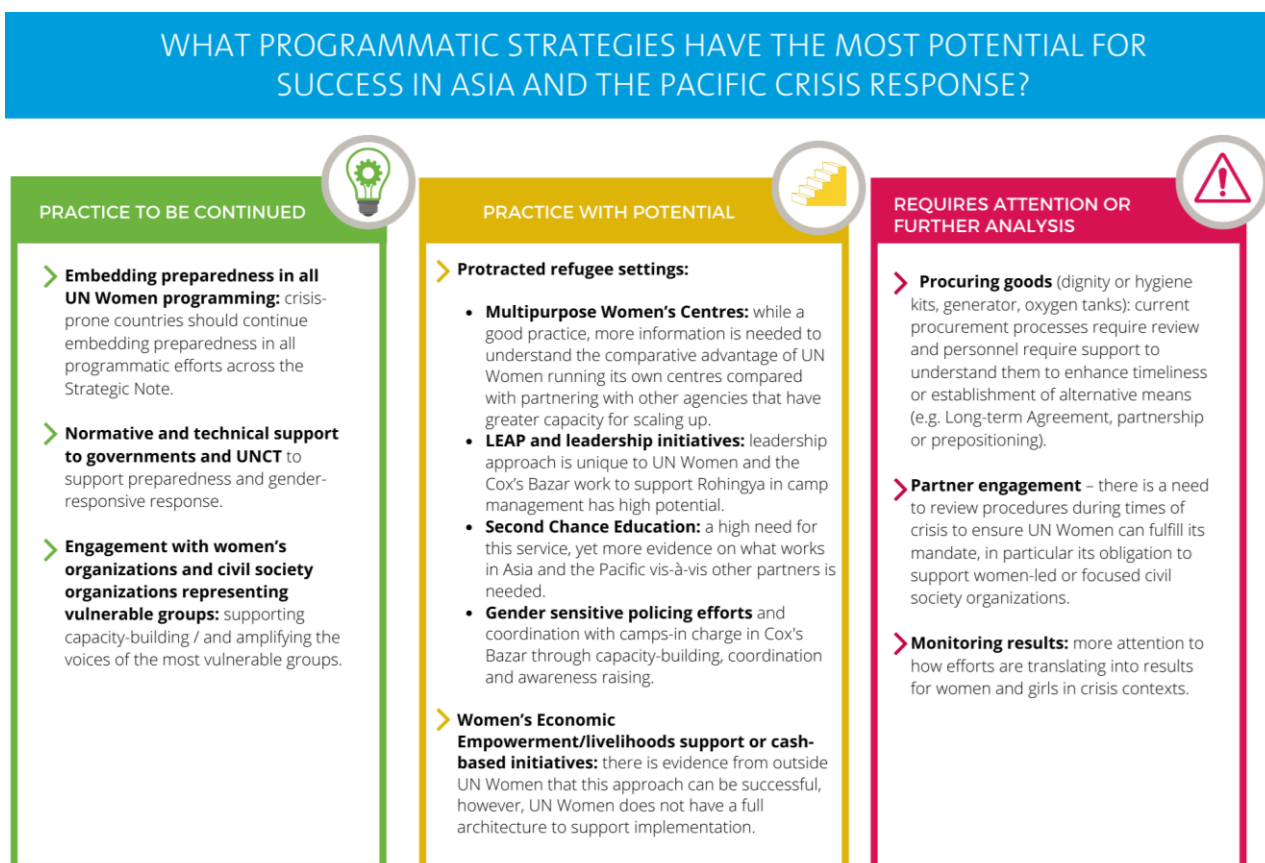 WHAT PROGRAMMATIC STRATEGIES HAVE THE MOST POTENTIAL FOR
SUCCESS IN ASIA AND THE PACIFIC CRISIS RESPONSE?
PRACTICE TO BE CONTINUED
Embedding preparedness in all
UN Women programming: crisis-
prone countries should continue
embedding preparedness in all
programmatic efforts across the
Strategic Note.
Normative and technical support
to governments and UNCT to
support preparedness and gender-
responsive response.
Engagement with women's
organizations and civil society
organizations representing
vulnerable groups: supporting
capacity-building / and amplifying the
voices of the most vulnerable groups.
PRACTICE WITH POTENTIAL
Protracted refugee settings:
• Multipurpose Women's Centres: while a
good practice, more information is needed to
understand the comparative advantage of UN
Women running its own centres compared
with partnering with other agencies that have
greater capacity for scaling up.
• LEAP and leadership initiatives: leadership
approach is unique to UN Women and the
Cox's Bazar work to support Rohingya in camp
management has high potential.
• Second Chance Education: a high need for
this service, yet more evidence on what works
in Asia and the Pacific vis-à-vis other partners is
needed.
• Gender sensitive policing efforts and
coordination with camps-in charge in Cox's
Bazar through capacity-building, coordination
and awareness raising.
Women's Economic
Empowerment/livelihoods support or cash-
based initiatives: there is evidence from outside
UN Women that this approach can be successful,
however, UN Women does not have a full
architecture to support implementation.
REQUIRES ATTENTION OR
FURTHER ANALYSIS
Procuring goods (dignity or hygiene
kits, generator, oxygen tanks): current
procurement processes require review
and personnel require support to
understand them to enhance timeliness
or establishment of alternative means
(e.g. Long-term Agreement, partnership
or prepositioning).
Partner engagement – there is a need
to review procedures during times of
crisis to ensure UN Women can fulfill its
mandate, in particular its obligation to
support women-led or focused civil
society organizations.
Monitoring results: more attention to
how efforts are translating into results
for women and girls in crisis contexts.